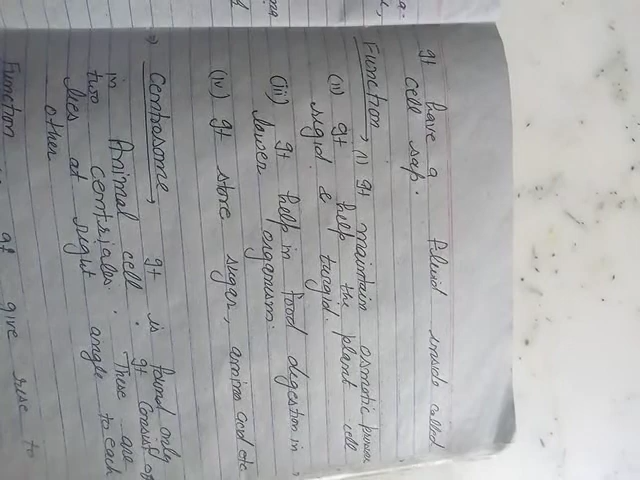 It have a fluid inside called
cell sap.
Function, (i) It maintain osmotic
(ii) It help the plant cell
rigid & turgid.
(iii) It help in food digestion in
lower organism.
(iv) It store sugar, amino acid etc
→ Centrosome, It is found only
in Animal cell. It consist of
two centrioles. These are
lies at right angle to each
other
Function It give rise to